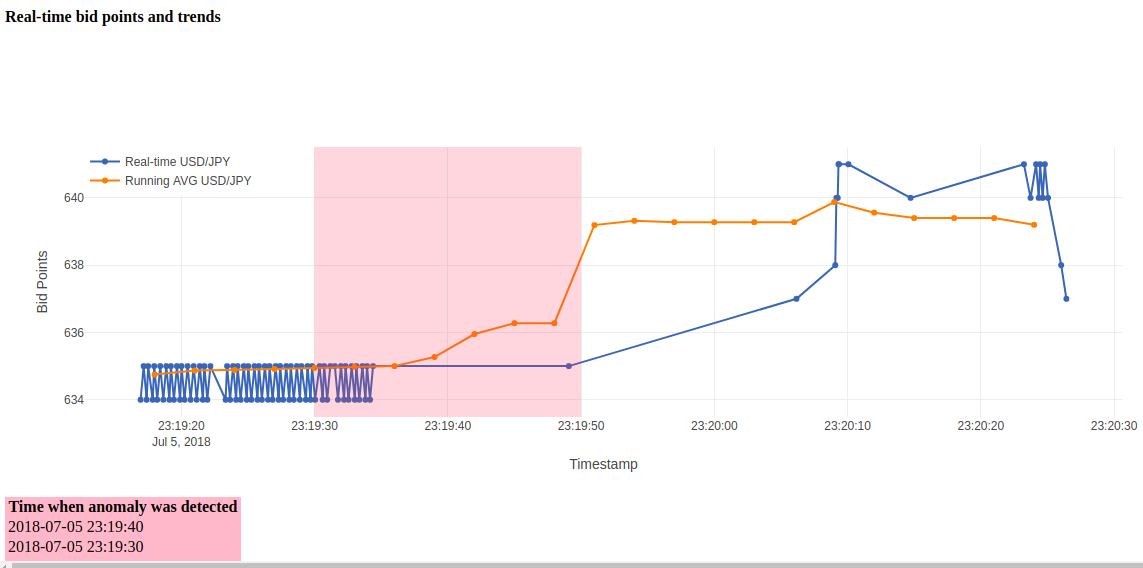 Real-time bid points and trends
Real-time USD/JPY
Running AVG USD/JPY
640
638
636
634
Bid Points
23:19:20 23:19:30 23:19:40 23:19:50 23:20:00 23:20:10 23:20:20 23:20:30
Jul 5, 2018
Timestamp
Time when anomaly was detected
2018-07-05 23:19:40
2018-07-05 23:19:30